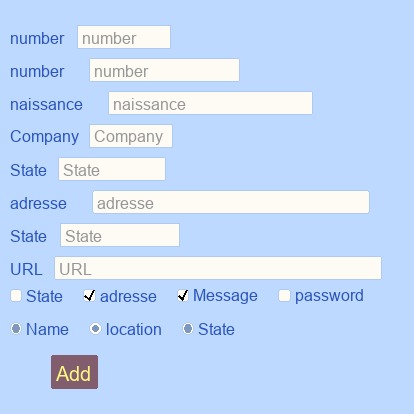 number number
number number
naissance naissance
Company Company
State State
adresse adresse
State State
URL URL
State adresse Message password
Name location State
Add